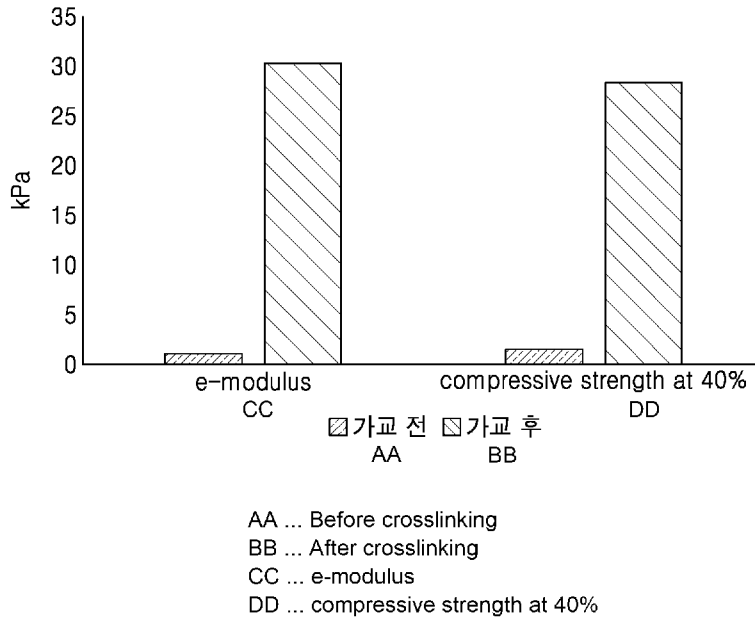 35
30
25
20
15
10
5
0
kPa
e-modulus compressive strength at 40%
CC DD
가교 전 가교 후
AA BB
AA ... Before crosslinking
BB ... After crosslinking
CC ... e-modulus
DD ... compressive strength at 40%